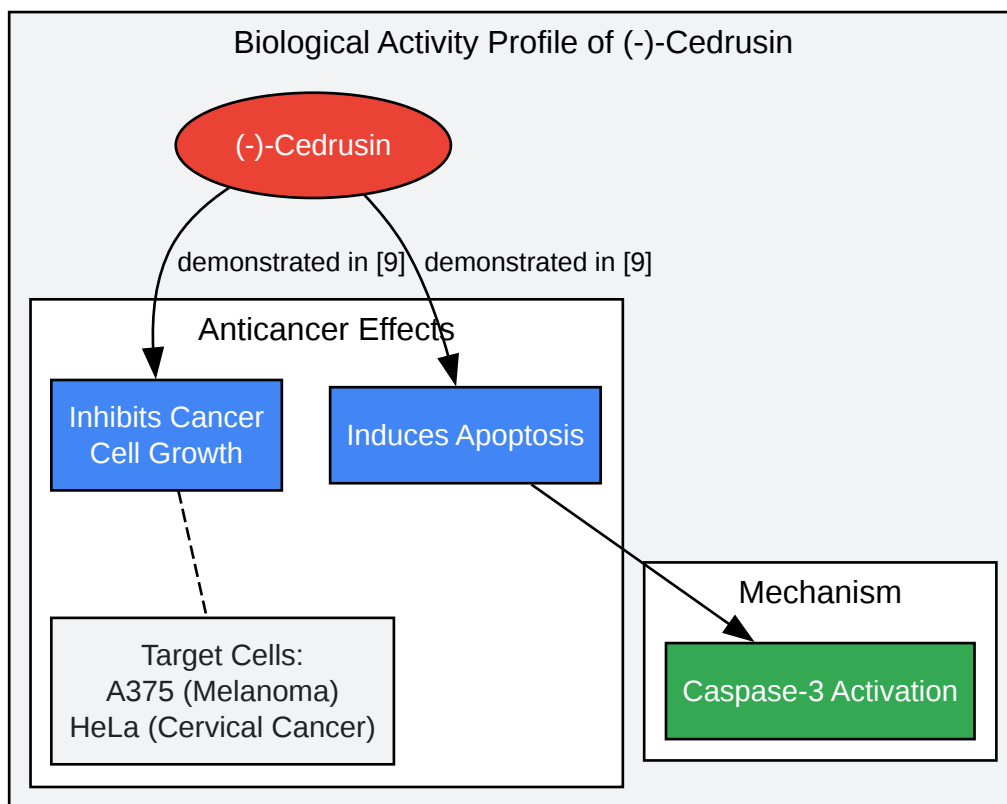 Biological Activity Profile of (-)-Cedrusin
(-)-Cedrusin
demonstrated in [9]
demonstrated in [9]
Anticancer Effects
Inhibits Cancer
Cell Growth
Induces Apoptosis
Target Cells:
A375 (Melanoma)
HeLa (Cervical Cancer)
Mechanism
Caspase-3 Activation